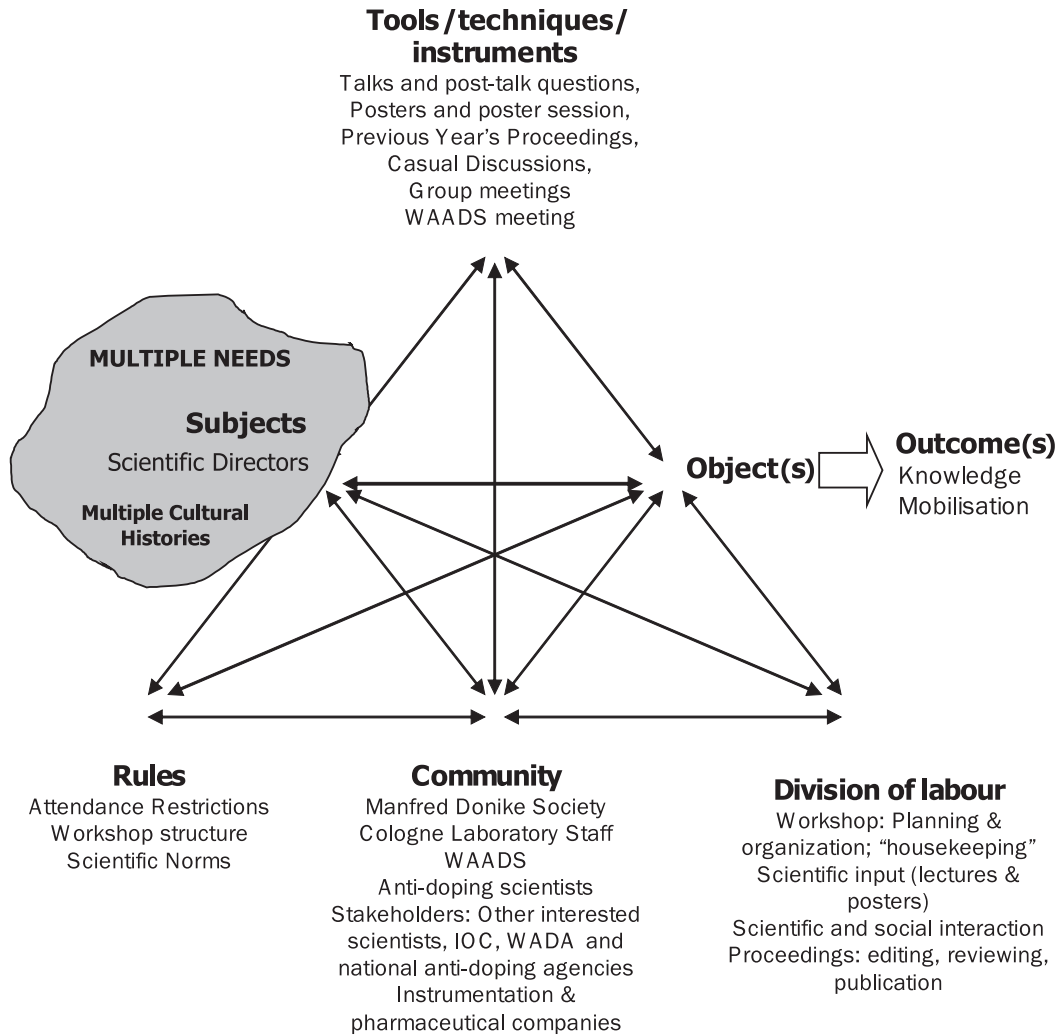 Tools/techniques/
instruments
Talks and post-talk questions,
Posters and poster session,
Previous Year's Proceedings,
Casual Discussions,
Group meetings
WAADS meeting
MULTIPLE NEEDS
Subjects
Scientific Directors
Multiple Cultural
Histories
Object(s)
Outcome(s)
Knowledge
Mobilisation
Rules
Attendance Restrictions
Workshop structure
Scientific Norms
Community
Manfred Donike Society
Cologne Laboratory Staff
WAADS
Anti-doping scientists
Stakeholders: Other interested
scientists, IOC, WADA and
national anti-doping agencies
Instrumentation &
pharmaceutical companies
Division of labour
Workshop: Planning &
organization; “housekeeping”
Scientific input (lectures &
posters)
Scientific and social interaction
Proceedings: editing, reviewing,
publication